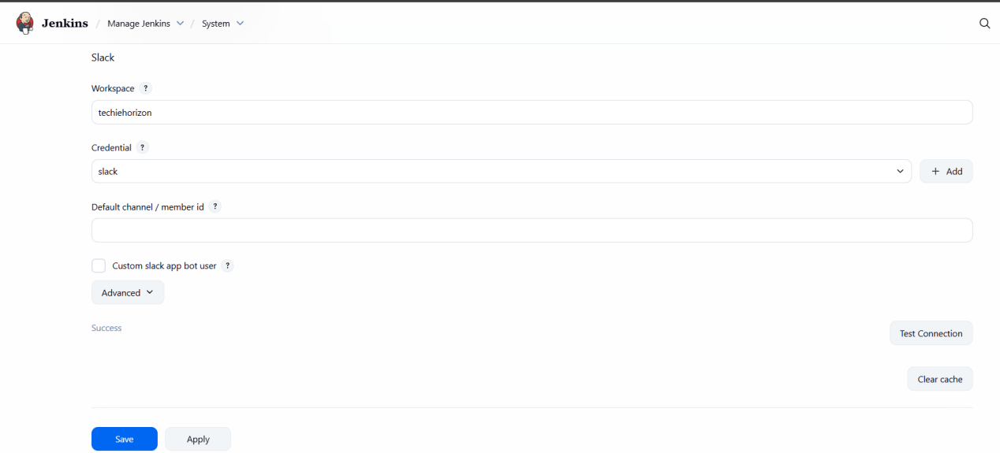 Jenkins / Manage Jenkins / System
Slack
Workspace ?
techiehorizon
Credential ?
slack
+ Add
Default channel / member id ?
Custom slack app bot user ?
Advanced
Success
Test Connection
Clear cache
Save
Apply